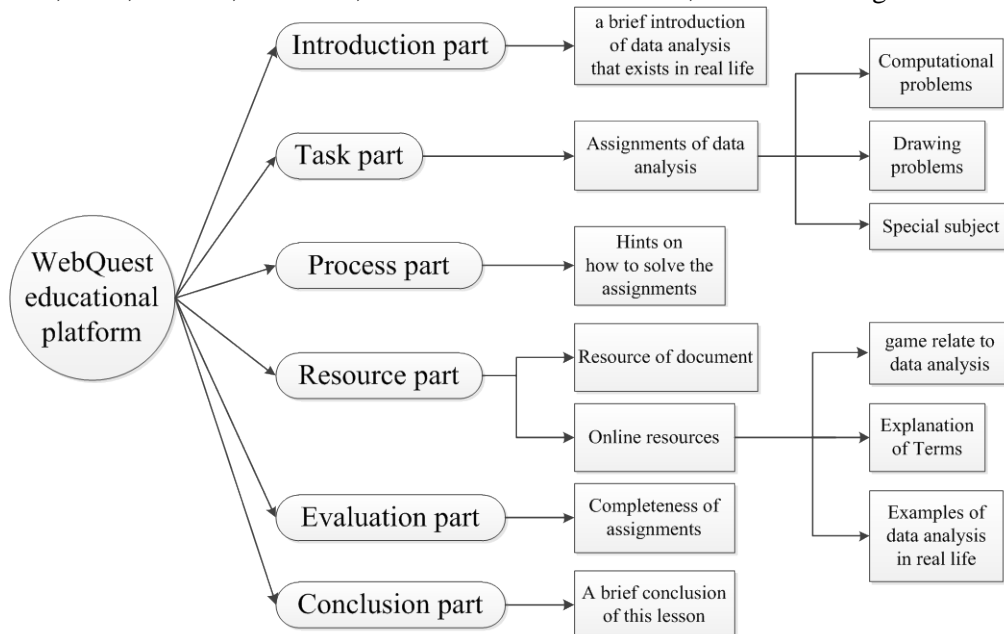 Introduction part
a brief introduction
of data analysis
that exists in real life
Computational
problems
Task part
Assignments of data
analysis
Drawing
problems
Special subject
WebQuest
educational
platform
Process part
Hints on
how to solve the
assignments
Resource part
Resource of document
Online resources
game relate to
data analysis
Explanation
of Terms
Examples of
data analysis
in real life
Evaluation part
Completeness of
assignments
Conclusion part
A brief conclusion
of this lesson